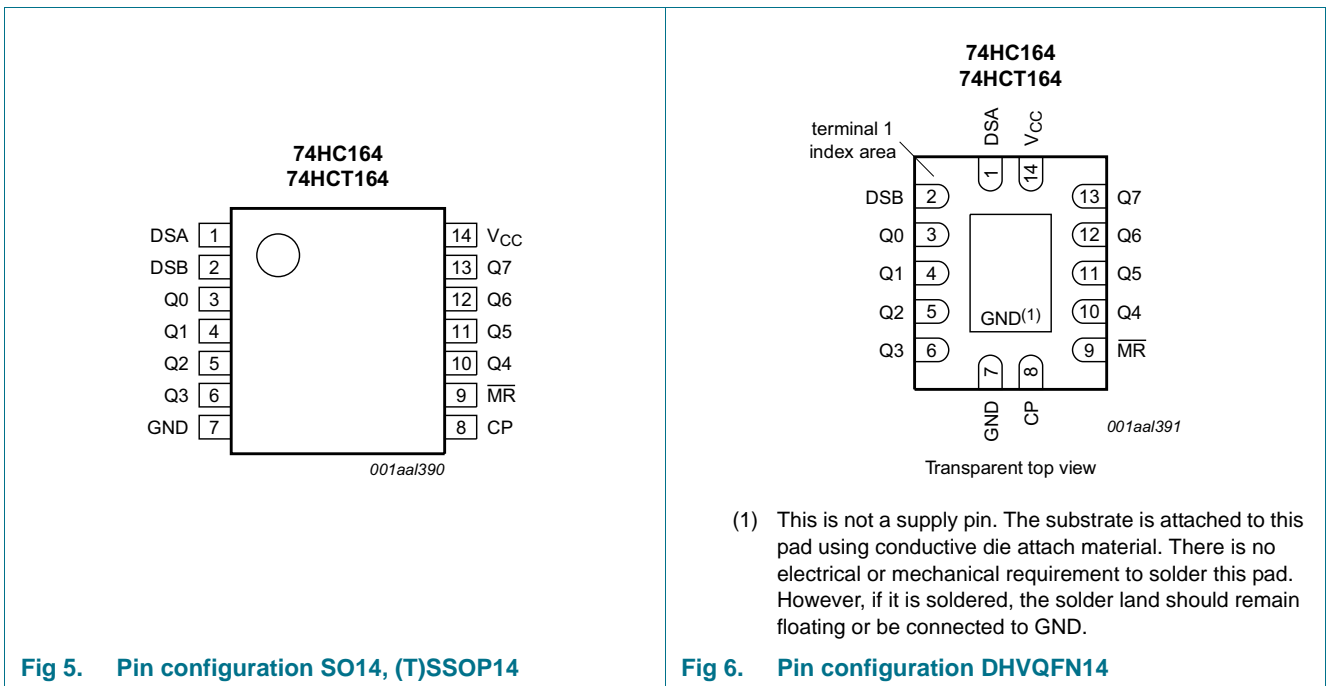 74HC164
74HCT164
DSA 1
DSB 2
Q0 3
Q1 4
Q2 5
Q3 6
GND 7
14 VCC
13 Q7
12 Q6
11 Q5
10 Q4
9 MR
8 CP
001aal390
Fig 5. Pin configuration SO14, (T)SSOP14
74HC164
74HCT164
terminal 1
index area
DSA
VCC
1
14
DSB 2
Q0 3
Q1 4
Q2 5
Q3 6
13 Q7
12 Q6
11 Q5
10 Q4
9 MR
GND(1)
7
8
GND
CP
001aal391
Transparent top view
(1) This is not a supply pin. The substrate is attached to this
pad using conductive die attach material. There is no
electrical or mechanical requirement to solder this pad.
However, if it is soldered, the solder land should remain
floating or be connected to GND.
Fig 6. Pin configuration DHVQFN14